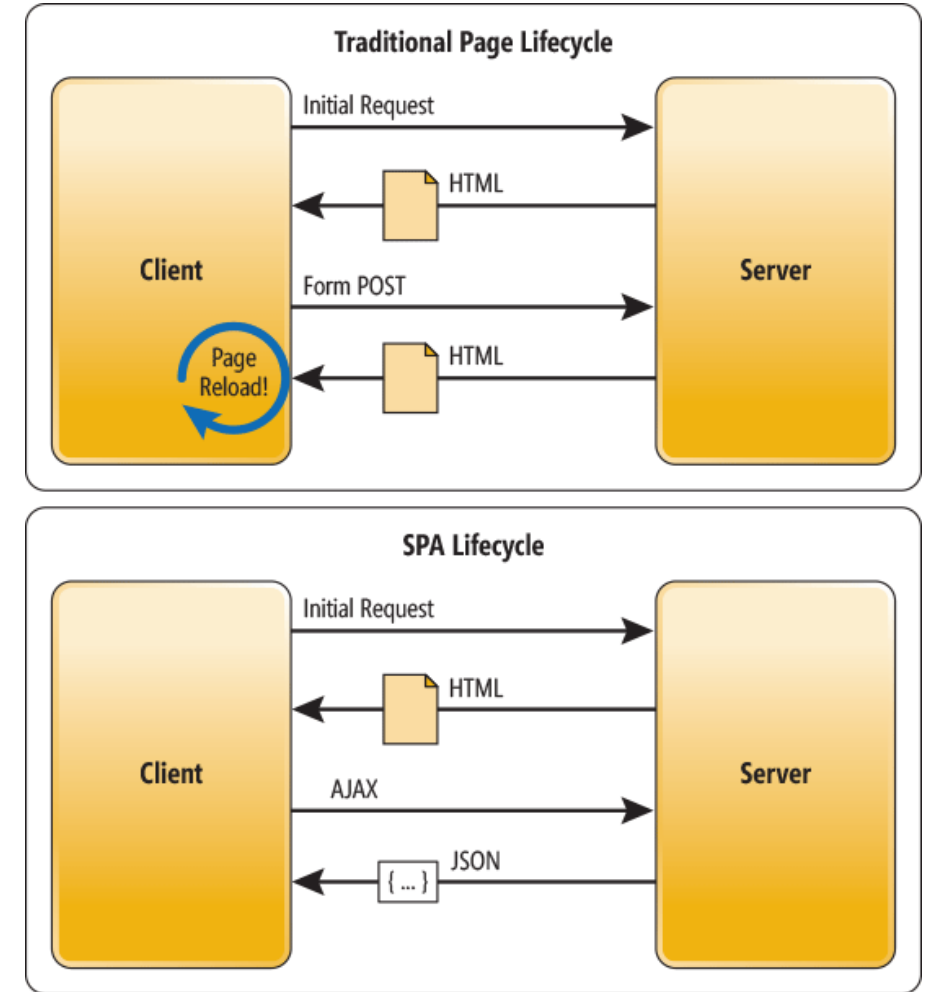 Traditional Page Lifecycle
Initial Request
HTML
Client
Server
Form POST
HTML
Page
Reload!
SPA Lifecycle
Initial Request
HTML
Client
Server
AJAX
JSON
{ ... }